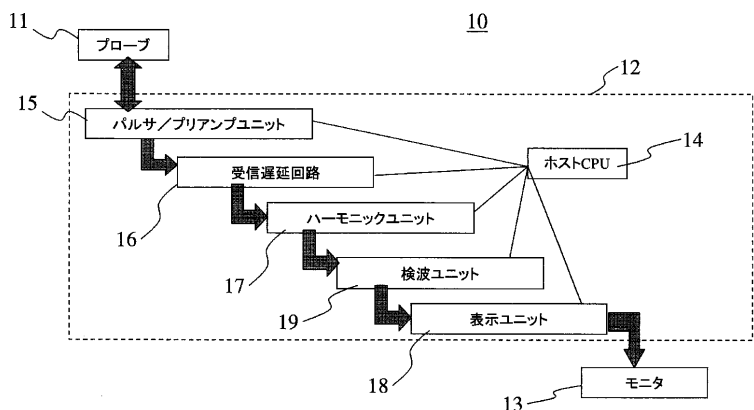 10
11
プローブ
12
15
パルサ／プリアンプユニット
14
ホストCPU
受信遅延回路
16
ハーモニックユニット
17
検波ユニット
19
表示ユニット
18
モニタ
13